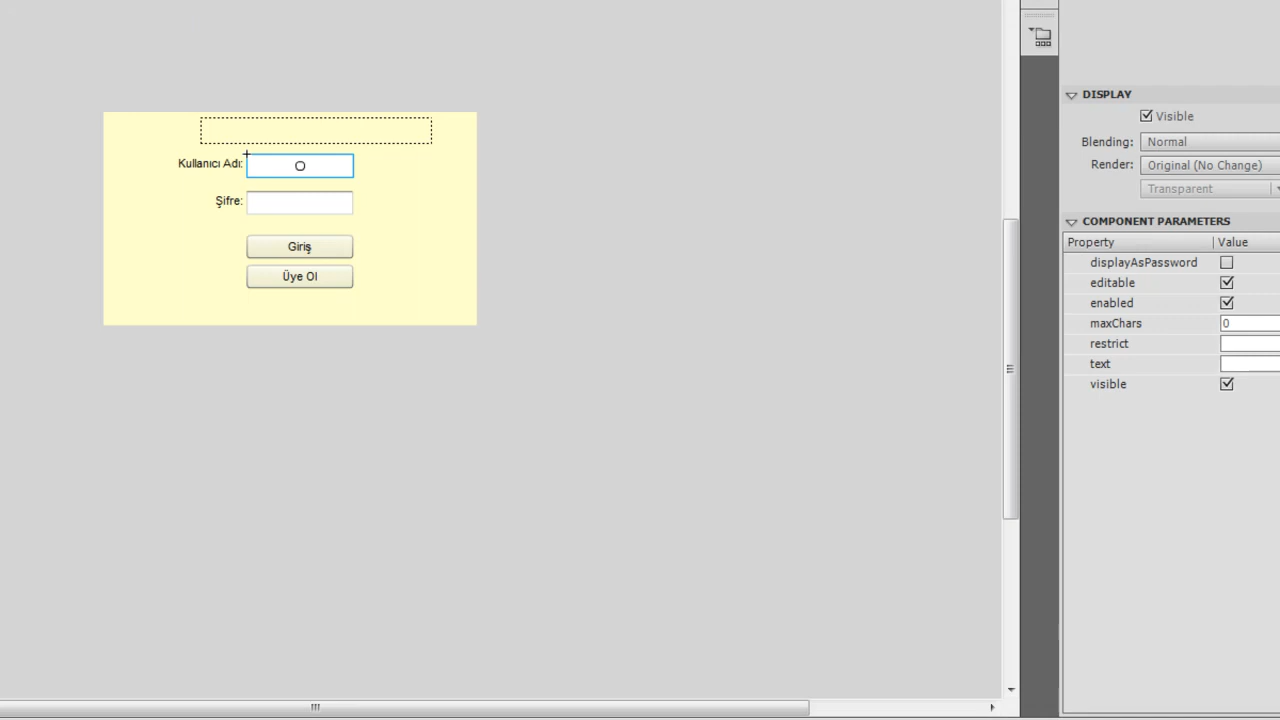 Kullanıcı Adı:
Şifre:
Giriş
Üye Ol
DISPLAY
Visible
Blending: Normal
Render: Original (No Change)
Transparent
COMPONENT PARAMETERS
Property Value
displayAsPassword
editable
enabled
maxChars 0
restrict
text
visible